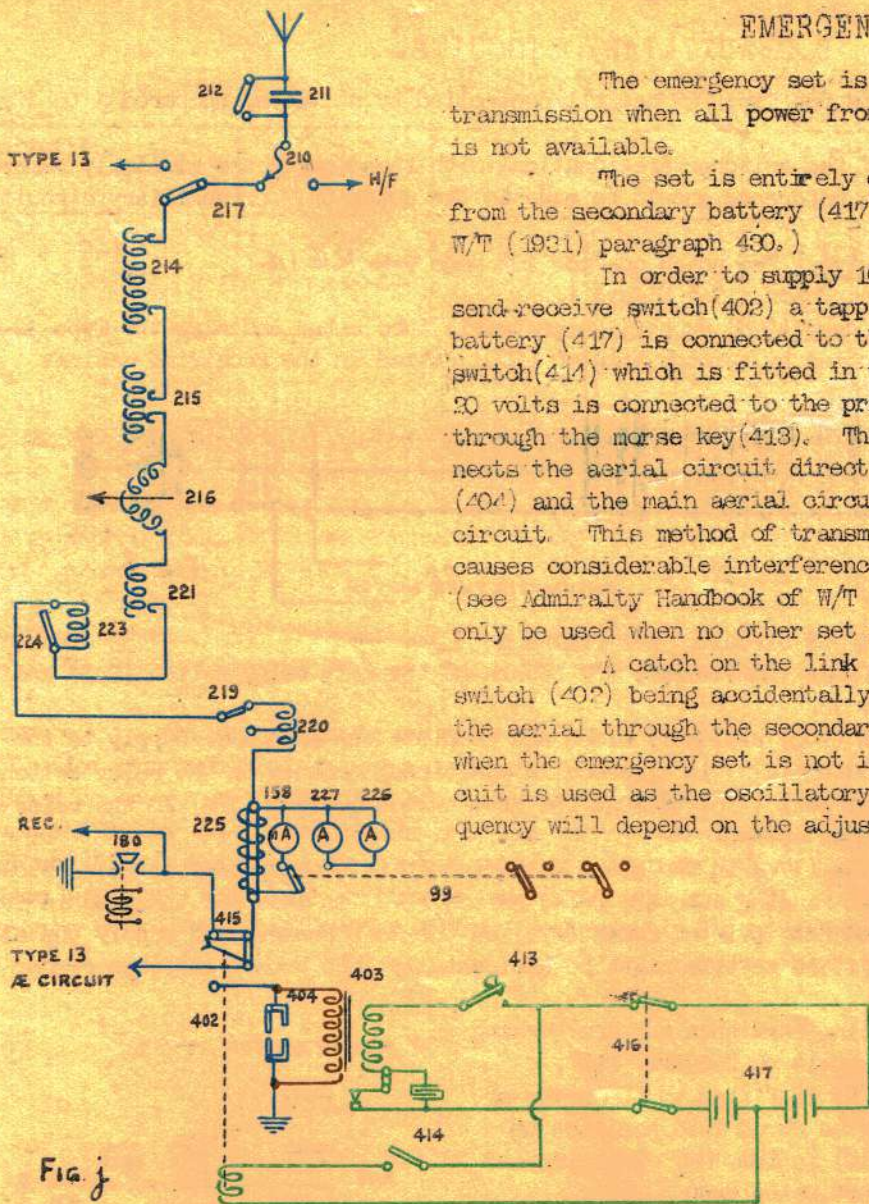 EMERGEN
The emergency set is
transmission when all power from
is not available.
The set is entirely
from the secondary battery (417
W/T (1931) paragraph 430.)
In order to supply
send-receive switch(402) a tapp
battery (417) is connected to th
switch(414) which is fitted in
20 volts is connected to the pr
through the morse key(413). Th
nects the aerial circuit direct
(404) and the main aerial circu
circuit. This method of transm
causes considerable interferenc
(see Admiralty Handbook of W/T
only be used when no other set
A catch on the link
switch (402) being accidentally
the aerial through the secondar
when the emergency set is not i
cuit is used as the oscillatory
quency will depend on the adjus
212
211
TYPE 13
210
217
H/F
214
215
216
221
224
223
219
220
158
227
226
225
A
A
A
REC.
180
99
415
TYPE 13
Æ CIRCUIT
402
404
403
413
416
417
414
FIG. j